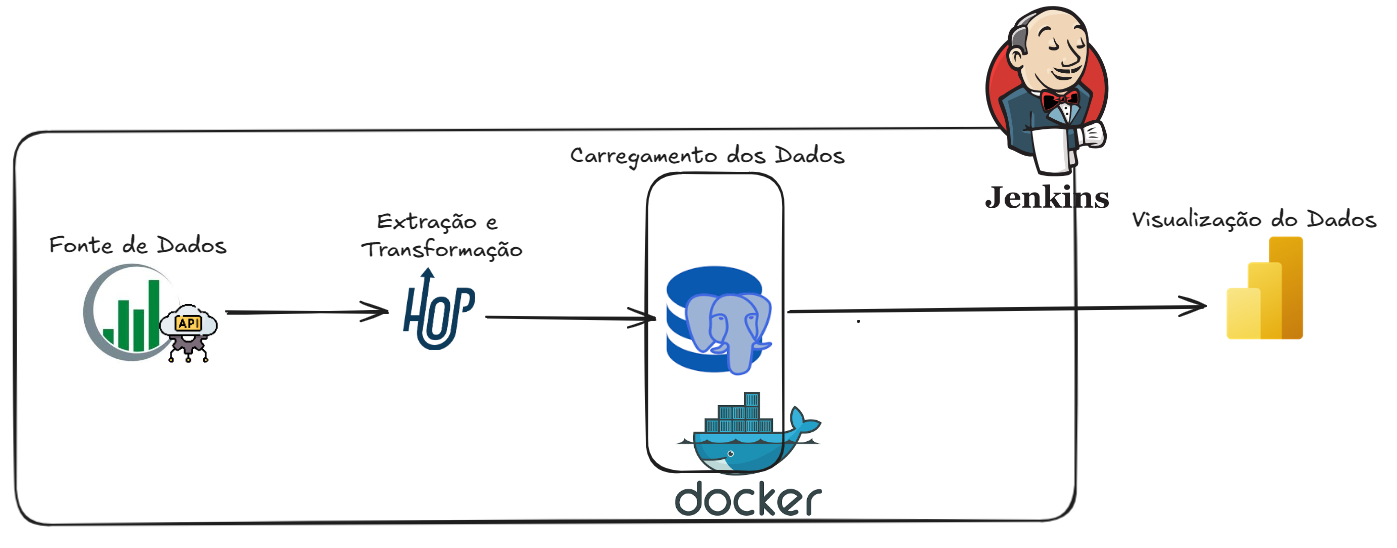 Jenkins
Carregamento dos Dados
Visualização do Dados
Extração e
Transformação
Fonte de Dados
HOP
API
docker